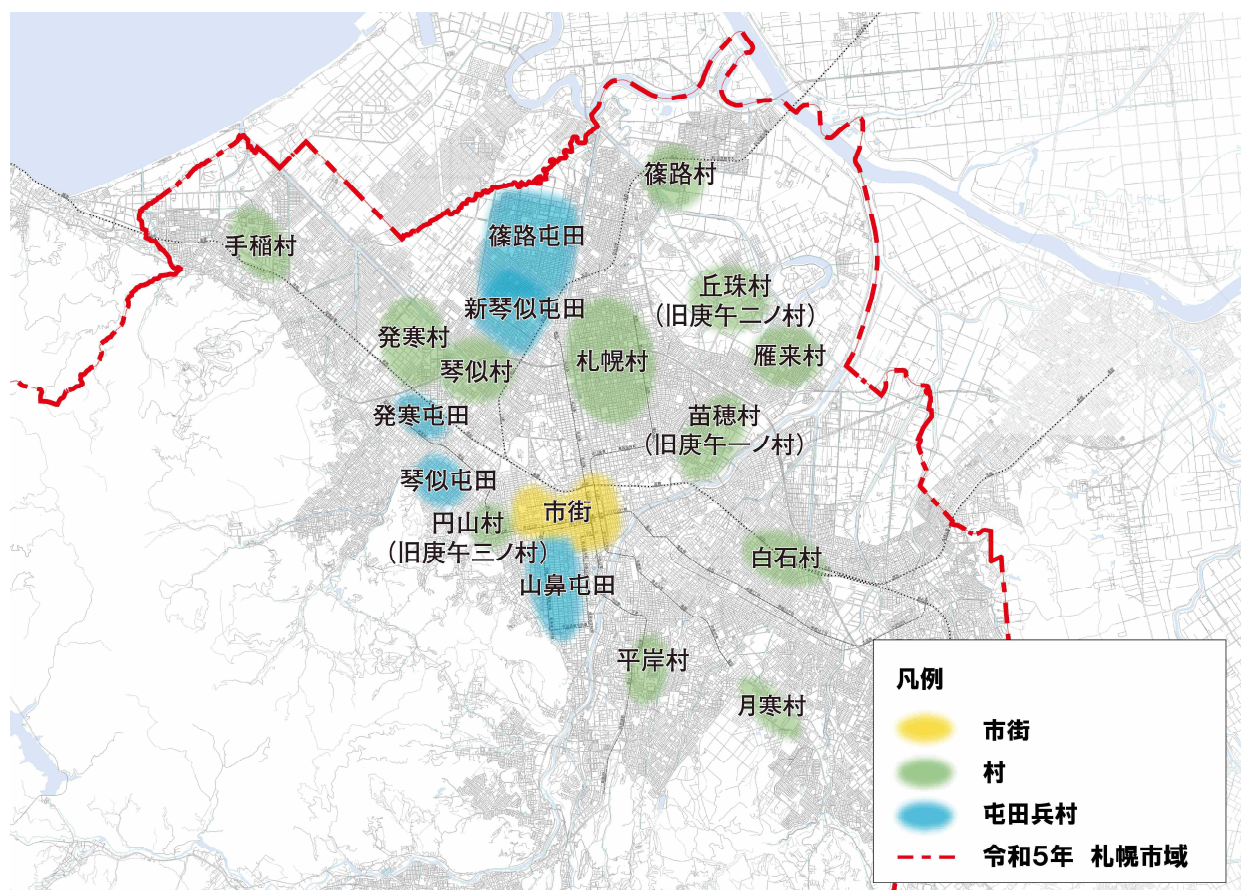 篠路村
手稲村
篠路屯田
丘珠村
(旧庚午二ノ村)
新琴似屯田
発寒村
琴似村
札幌村
雁来村
発寒屯田
苗穂村
(旧庚午一ノ村)
琴似屯田
市街
円山村
(旧庚午三ノ村)
白石村
山鼻屯田
平岸村
月寒村
凡例
市街
村
屯田兵村
令和5年 札幌市域